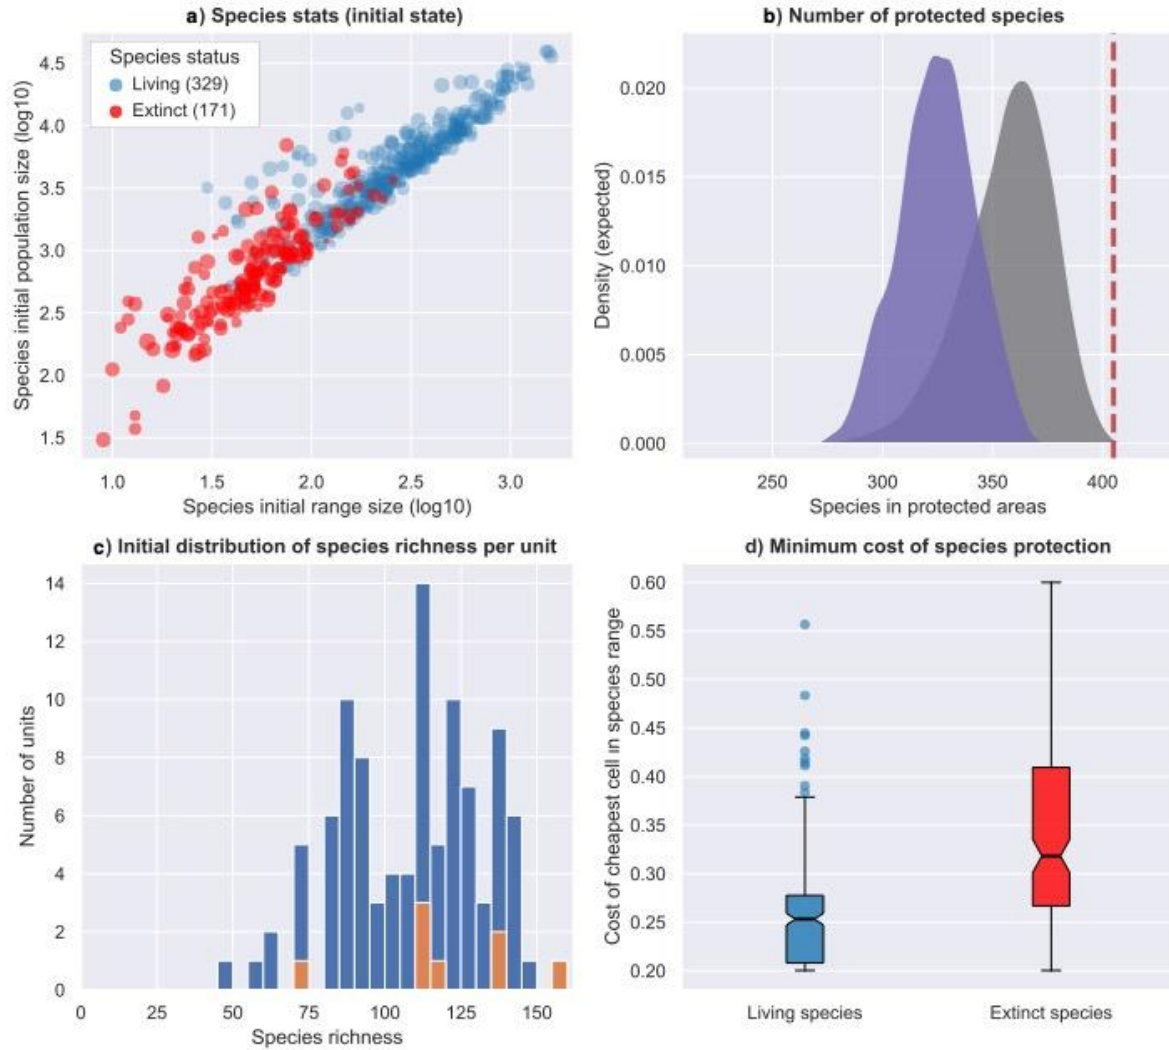 a) Species stats (initial state)
Species initial population size (log10)
4.5
4.0
3.5
3.0
2.5
2.0
1.5
Species status
Living (329)
Extinct (171)
1.0
1.5
2.0
2.5
3.0
Species initial range size (log10)
b) Number of protected species
Density (expected)
0.020
0.015
0.010
0.005
0.000
250
300
350
400
Species in protected areas
c) Initial distribution of species richness per unit
Number of units
14
12
10
8
6
4
2
0
0
25
50
75
100
125
150
Species richness
d) Minimum cost of species protection
Cost of cheapest cell in species range
0.60
0.55
0.50
0.45
0.40
0.35
0.30
0.25
0.20
Living species
Extinct species